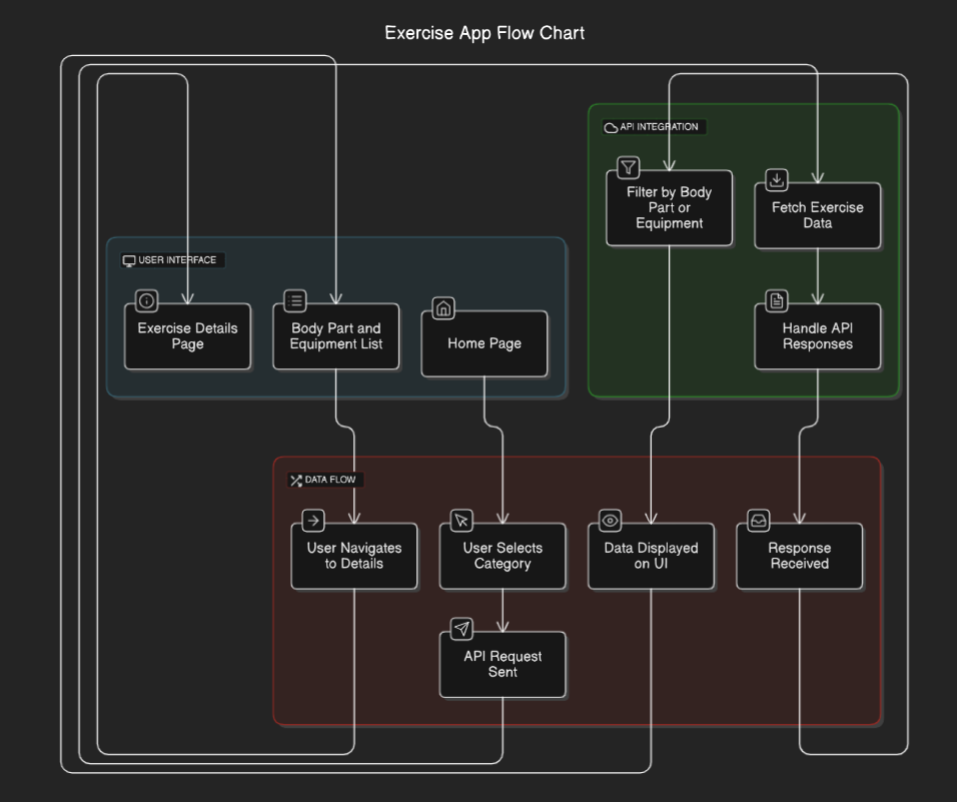 Exercise App Flow Chart
API INTEGRATION
Filter by Body
Part or
Equipment
Fetch Exercise
Data
USER INTERFACE
Exercise Details
Page
Body Part and
Equipment List
Home Page
Handle API
Responses
DATA FLOW
User Navigates
to Details
User Selects
Category
Data Displayed
on UI
Response
Received
API Request
Sent